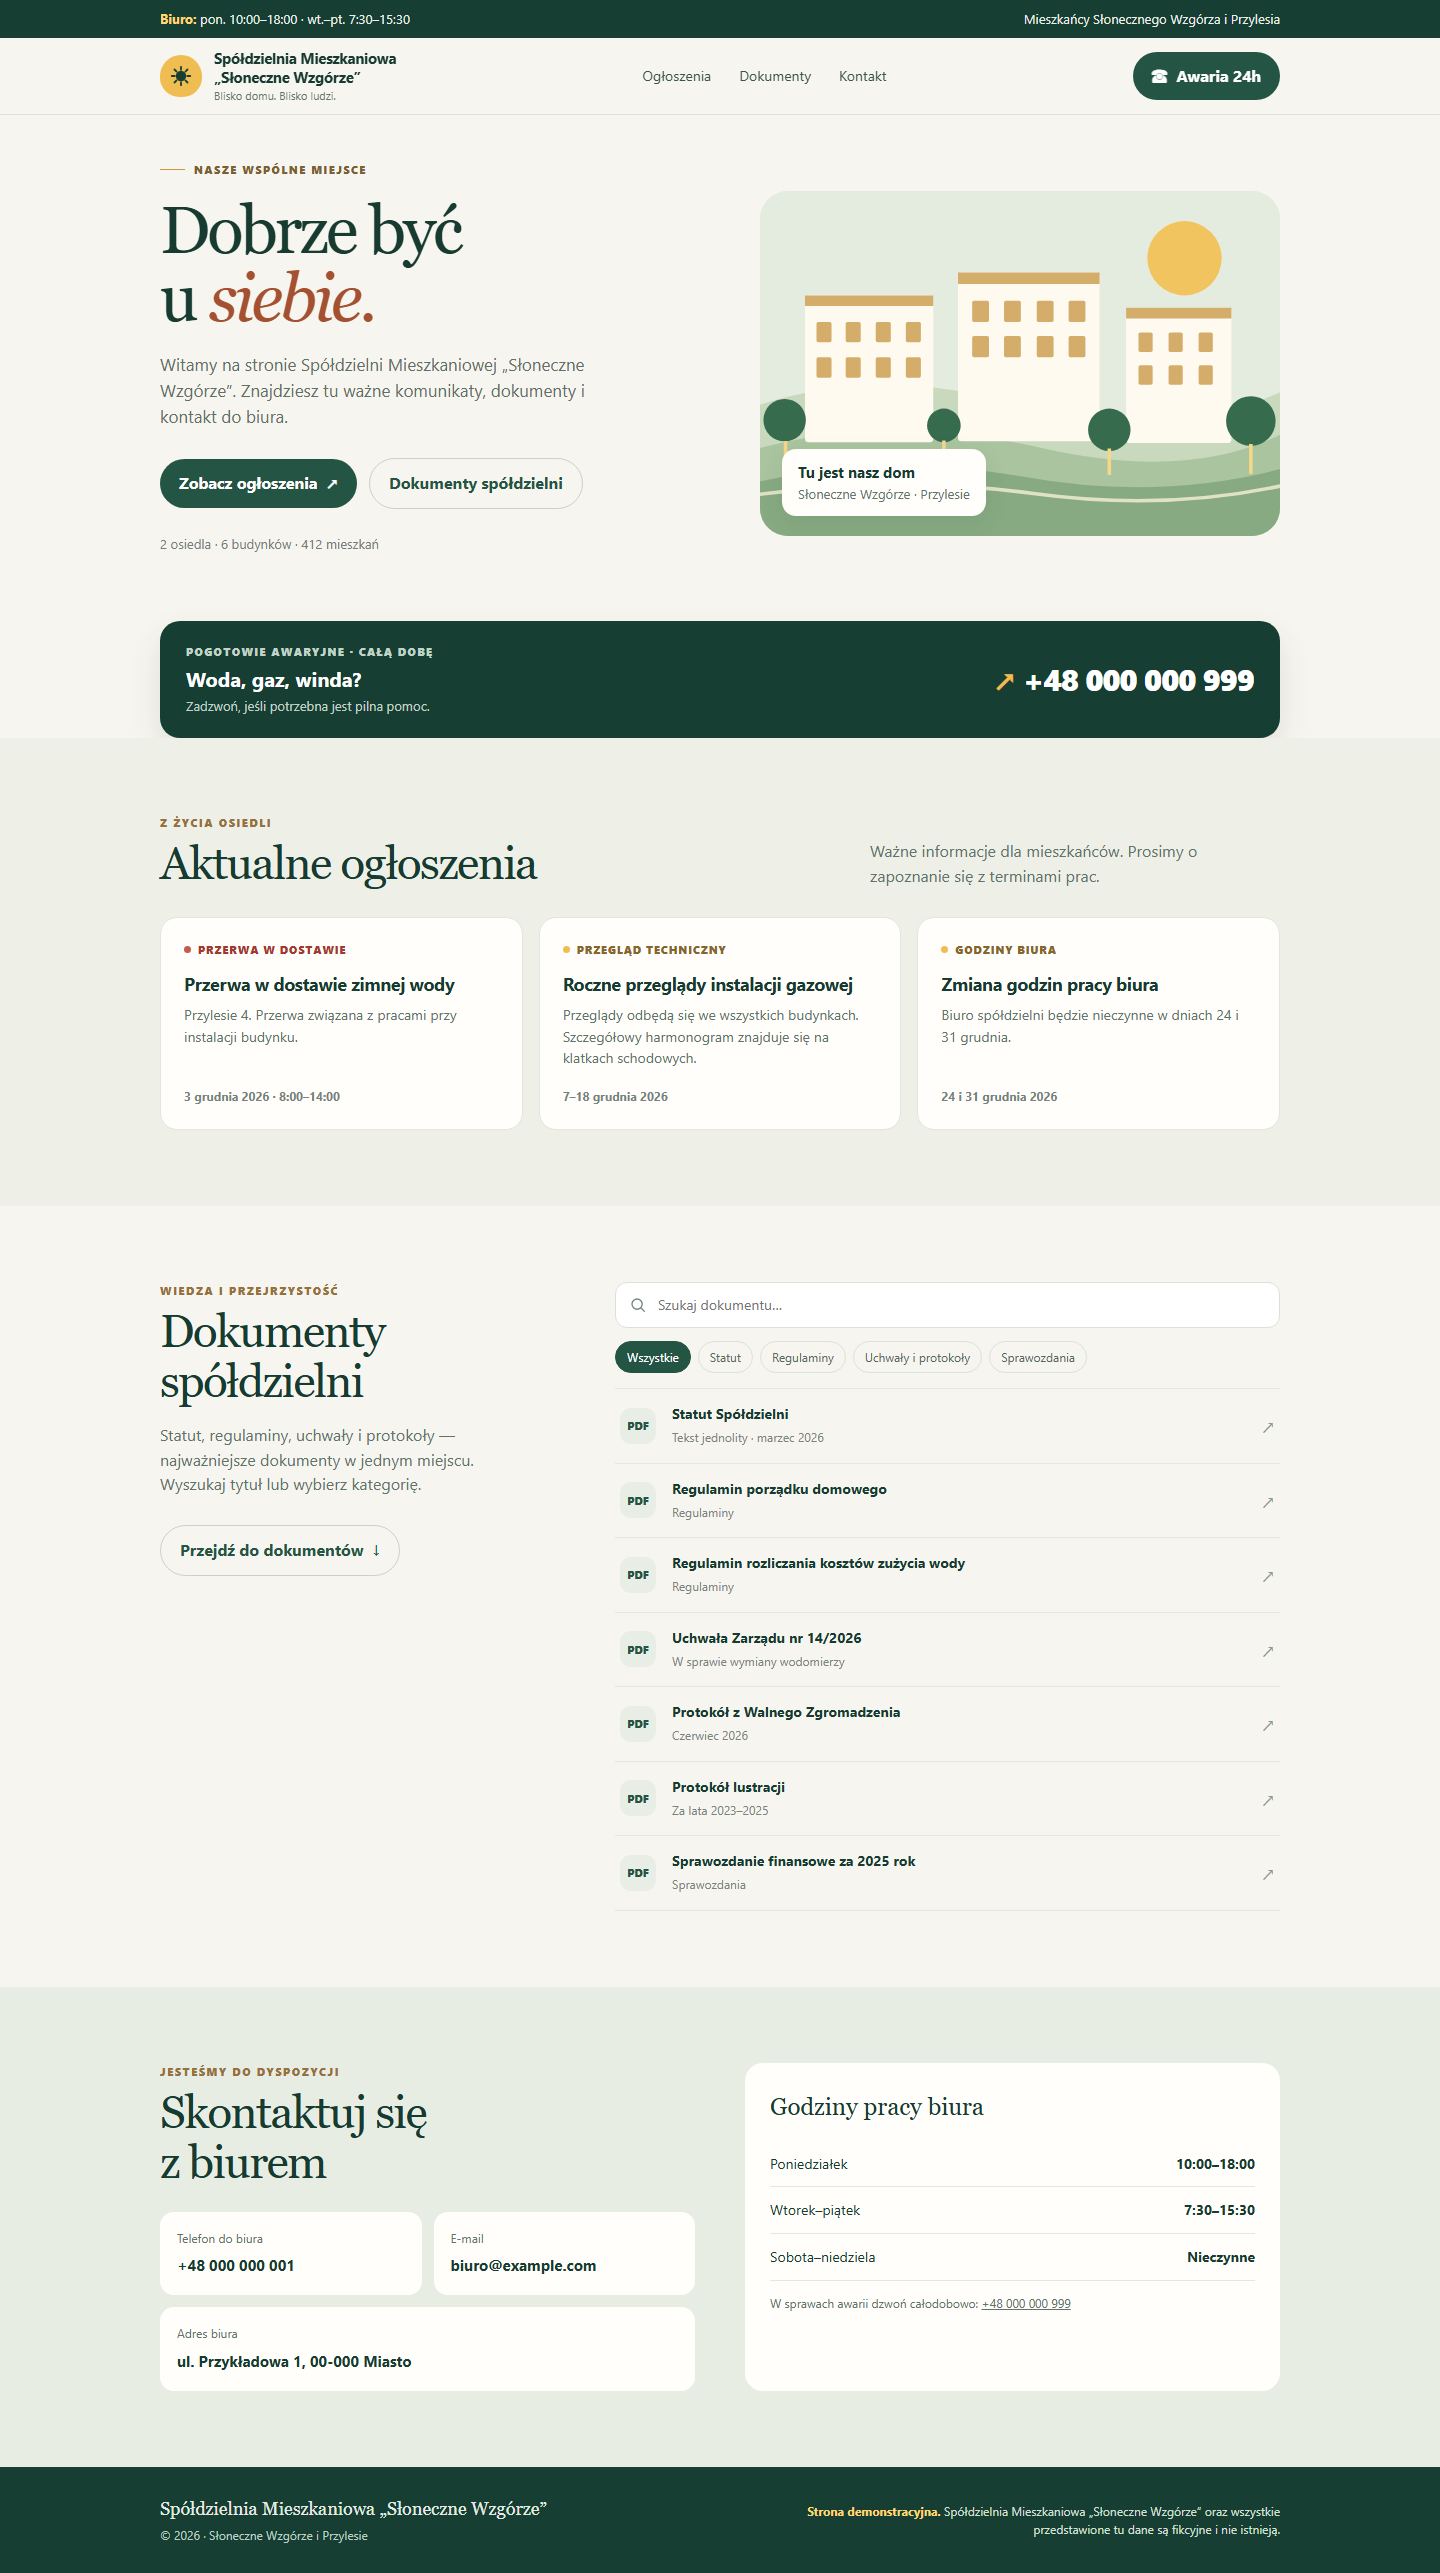 Biuro: pon. 10:00–18:00 · wt.–pt. 7:30–15:30
Mieszkańcy Słonecznego Wzgórza i Przylesia
Spółdzielnia Mieszkaniowa
„Słoneczne Wzgórze”
Blisko domu. Blisko ludzi.
Ogłoszenia
Dokumenty
Kontakt
☎ Awaria 24h
NASZE WSPÓLNE MIEJSCE
Dobrze być
u siebie.
Witamy na stronie Spółdzielni Mieszkaniowej „Słoneczne
Wzgórze”. Znajdziesz tu ważne komunikaty, dokumenty i
kontakt do biura.
Zobacz ogłoszenia ↗
Dokumenty spółdzielni
2 osiedla · 6 budynków · 412 mieszkań
Tu jest nasz dom
Słoneczne Wzgórze · Przylesie
POGOTOWIE AWARYJNE · CAŁĄ DOBĘ
Woda, gaz, winda?
Zadzwoń, jeśli potrzebna jest pilna pomoc.
↗ +48 000 000 999
Z ŻYCIA OSIEDLI
Aktualne ogłoszenia
Ważne informacje dla mieszkańców. Prosimy o
zapoznanie się z terminami prac.
PRZERWA W DOSTAWIE
Przerwa w dostawie zimnej wody
Przylesie 4. Przerwa związana z pracami przy
instalacji budynku.
3 grudnia 2026 · 8:00–14:00
PRZEGLĄD TECHNICZNY
Roczne przeglądy instalacji gazowej
Przeglądy odbędą się we wszystkich budynkach.
Szczegółowy harmonogram znajduje się na
klatkach schodowych.
7–18 grudnia 2026
GODZINY BIURA
Zmiana godzin pracy biura
Biuro spółdzielni będzie nieczynne w dniach 24 i
31 grudnia.
24 i 31 grudnia 2026
WIEDZA I PRZEJRZYSTOŚĆ
Dokumenty
spółdzielni
Statut, regulaminy, uchwały i protokoły —
najważniejsze dokumenty w jednym miejscu.
Wyszukaj tytuł lub wybierz kategorię.
Przejdź do dokumentów ↓
Szukaj dokumentu...
Wszystkie
Statut
Regulaminy
Uchwały i protokoły
Sprawozdania
PDF
Statut Spółdzielni
Tekst jednolity · marzec 2026
↗
PDF
Regulamin porządku domowego
Regulaminy
↗
PDF
Regulamin rozliczania kosztów zużycia wody
Regulaminy
↗
PDF
Uchwała Zarządu nr 14/2026
W sprawie wymiany wodomierzy
↗
PDF
Protokół z Walnego Zgromadzenia
Czerwiec 2026
↗
PDF
Protokół lustracji
Za lata 2023–2025
↗
PDF
Sprawozdanie finansowe za 2025 rok
Sprawozdania
↗
JESTEŚMY DO DYSPOZYCJI
Skontaktuj się
z biurem
Telefon do biura
+48 000 000 001
E-mail
biuro@example.com
Adres biura
ul. Przykładowa 1, 00-000 Miasto
Godziny pracy biura
Poniedziałek 10:00–18:00
Wtorek–piątek 7:30–15:30
Sobota–niedziela Nieczynne
W sprawach awarii dzwoń całodobowo: +48 000 000 999
Spółdzielnia Mieszkaniowa „Słoneczne Wzgórze”
© 2026 · Słoneczne Wzgórze i Przylesie
Strona demonstracyjna. Spółdzielnia Mieszkaniowa „Słoneczne Wzgórze” oraz wszystkie
przedstawione tu dane są fikcyjne i nie istnieją.